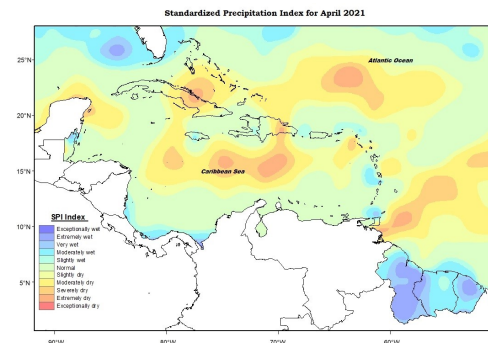 Standardized Precipitation Index for April 2021
25°N
Atlantic Ocean
20°N
15°N
Caribbean Sea
SPI Index
Exceptionally wet
Extremely wet
Very wet
Moderately wet
Slightly wet
Normal
Slightly dry
Moderately dry
Severely dry
Extremely dry
Exceptionally dry
10°N
5°N
90°W
80°W
70°W
60°W